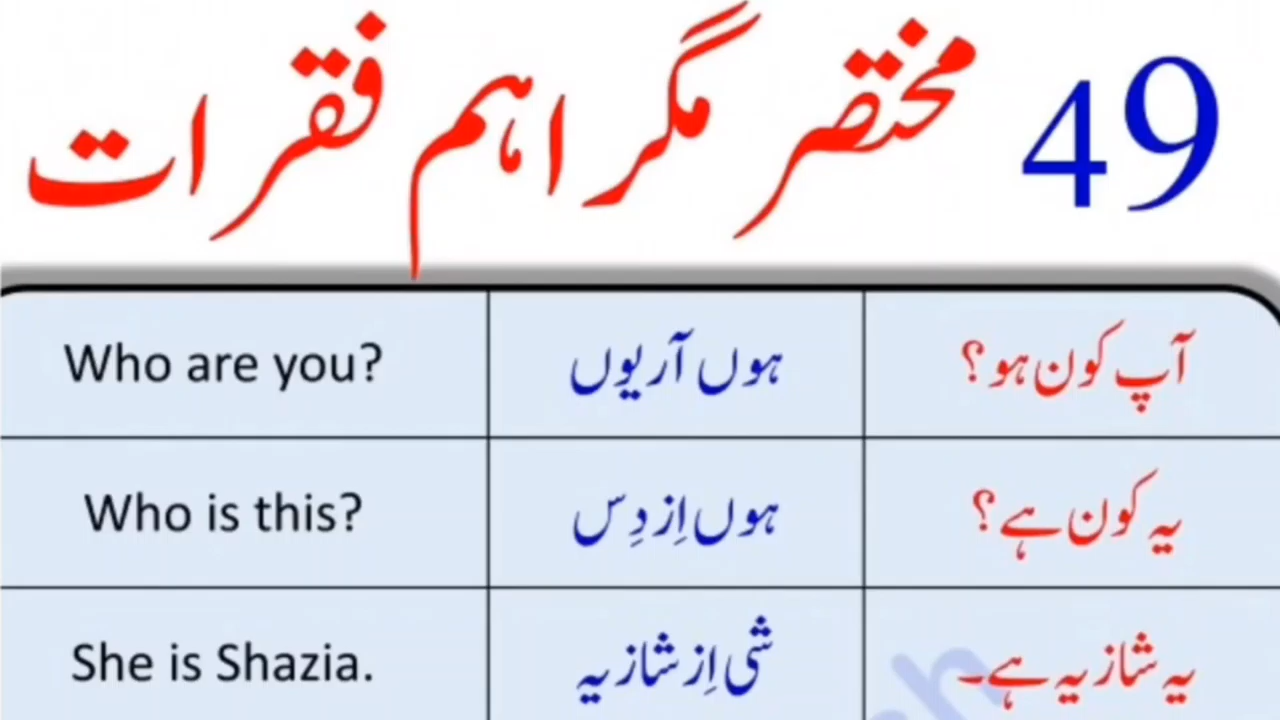 49 مختصر مگر اہم فقرات
Who are you? ہوں آر یوں آپ کون ہو؟
Who is this? ہوں اِز دِس یہ کون ہے؟
She is Shazia. شی اِز شازیہ یہ شازیہ ہے۔